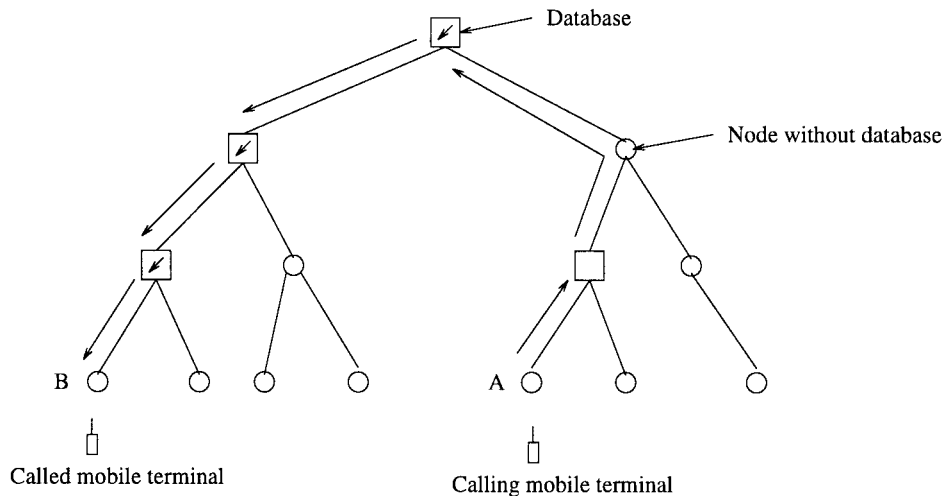 Database
Node without database
B
A
Called mobile terminal
Calling mobile terminal